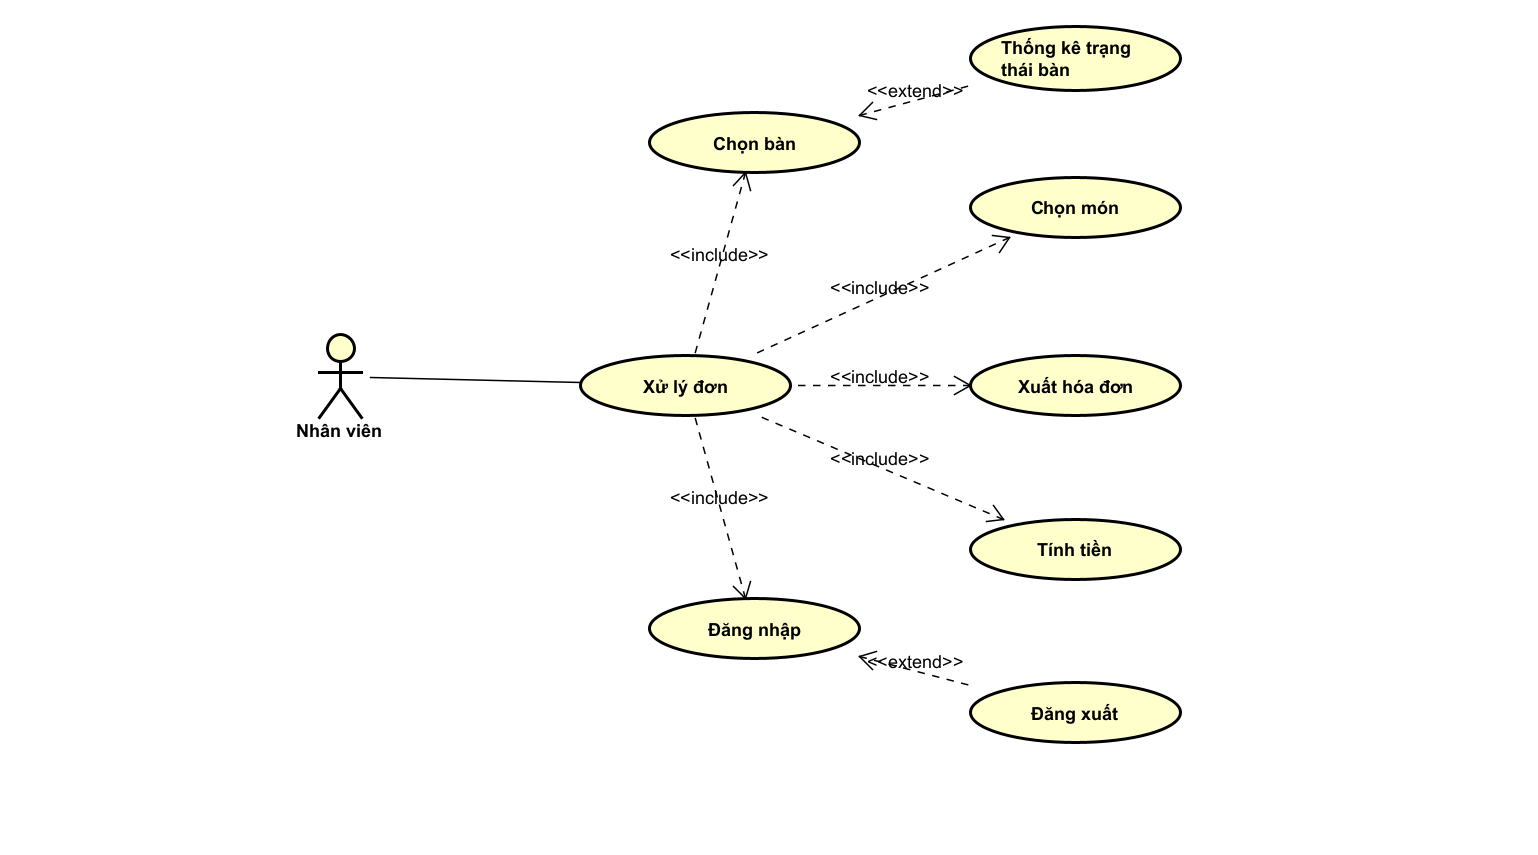 Thống kê trạng
thái bàn
<<extend>>
Chọn bàn
Chọn món
<<include>>
<<include>>
<<include>>
Xử lý đơn
Xuất hóa đơn
Nhân viên
<<include>>
<<include>>
Tính tiền
Đăng nhập
<<extend>>
Đăng xuất